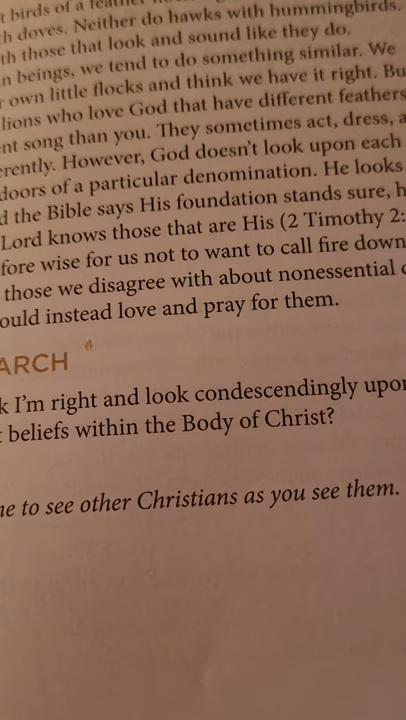 t birds of a feather
h doves. Neither do hawks with hummingbirds,
th those that look and sound like they do.
n beings, we tend to do something similar. We
r own little flocks and think we have it right. Bu
lions who love God that have different feathers
nt song than you. They sometimes act, dress, a
erently. However, God doesn't look upon each
doors of a particular denomination. He looks
d the Bible says His foundation stands sure, h
Lord knows those that are His (2 Timothy 2:
fore wise for us not to want to call fire down
those we disagree with about nonessential
ould instead love and pray for them.
ARCH
k I'm right and look condescendingly upon
t beliefs within the Body of Christ?
ne to see other Christians as you see them.